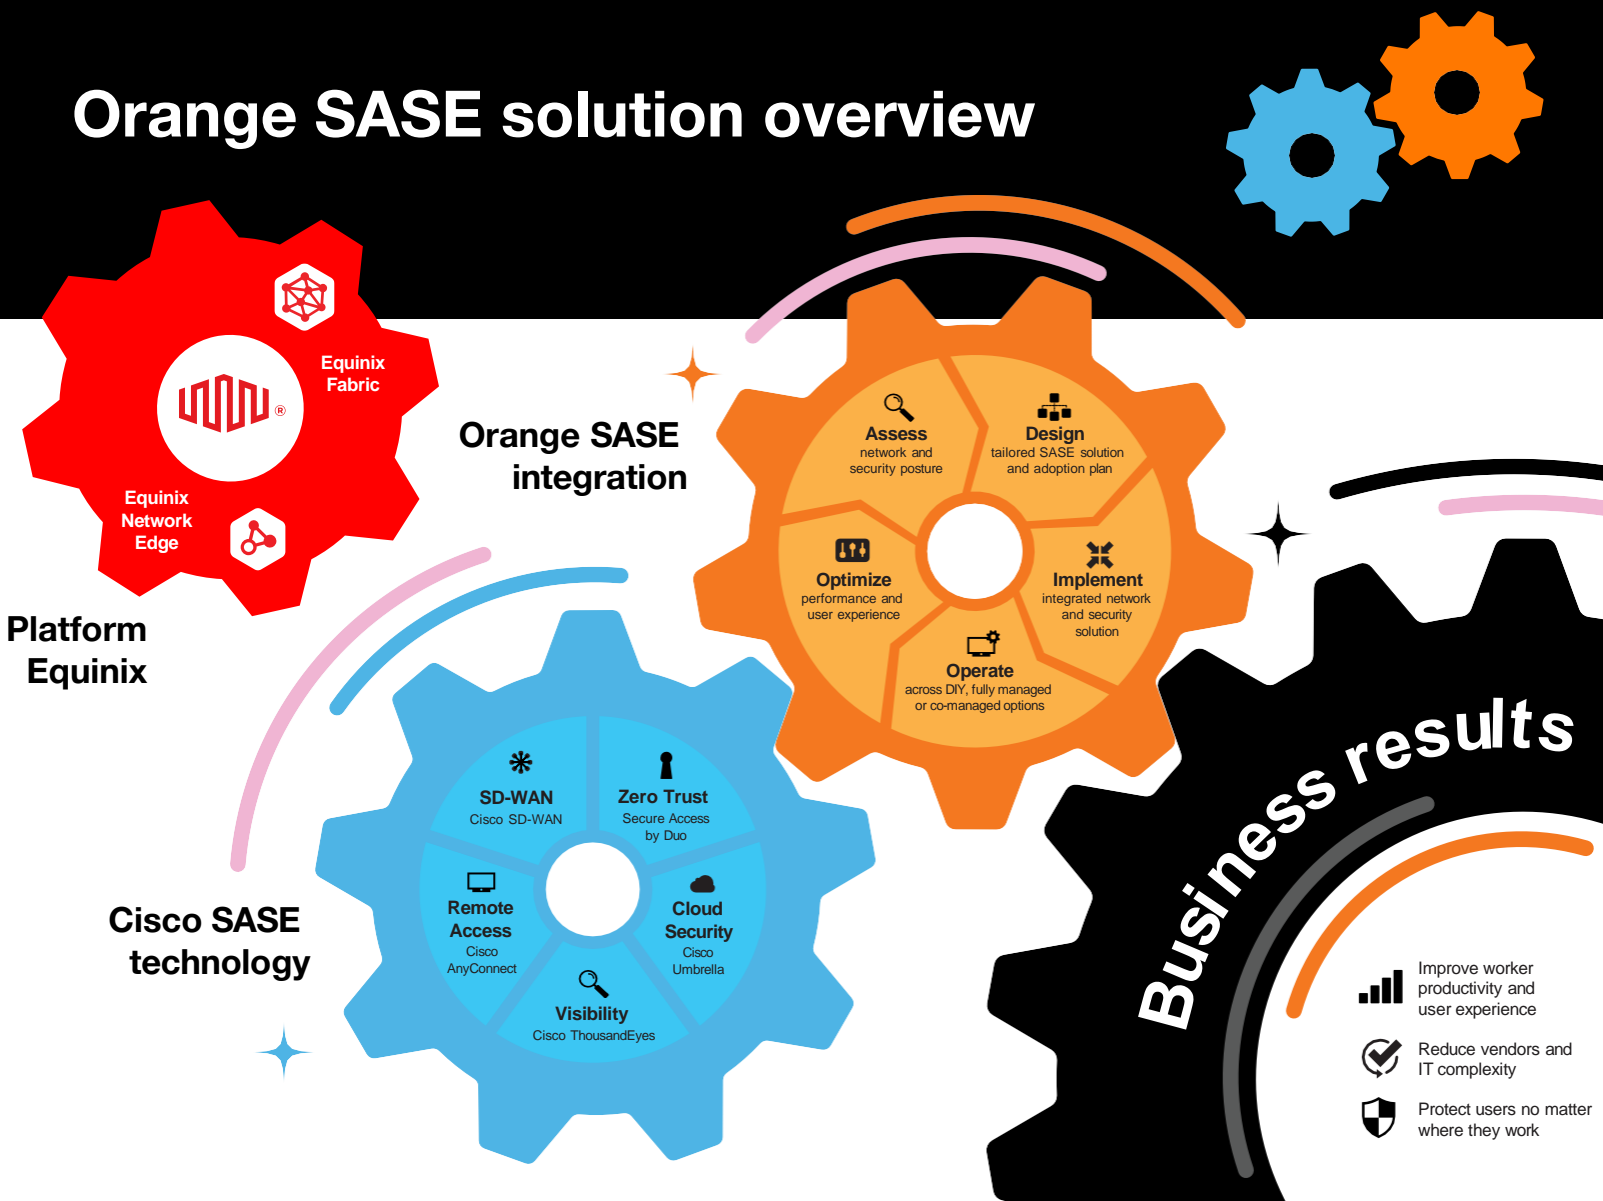 Orange SASE solution overview
Equinix
Fabric
®
Equinix
Network
Edge
Platform
Equinix
Orange SASE
integration
Assess
network and
security posture
Design
tailored SASE solution
and adoption plan
Implement
integrated network
and security
solution
Operate
across DIY, fully managed
or co-managed options
Optimize
performance and
user experience
Cisco SASE
technology
SD-WAN
Cisco SD-WAN
Zero Trust
Secure Access
by Duo
Cloud
Security
Cisco
Umbrella
Visibility
Cisco ThousandEyes
Remote
Access
Cisco
AnyConnect
Business results
Improve worker
productivity and
user experience
Reduce vendors and
IT complexity
Protect users no matter
where they work